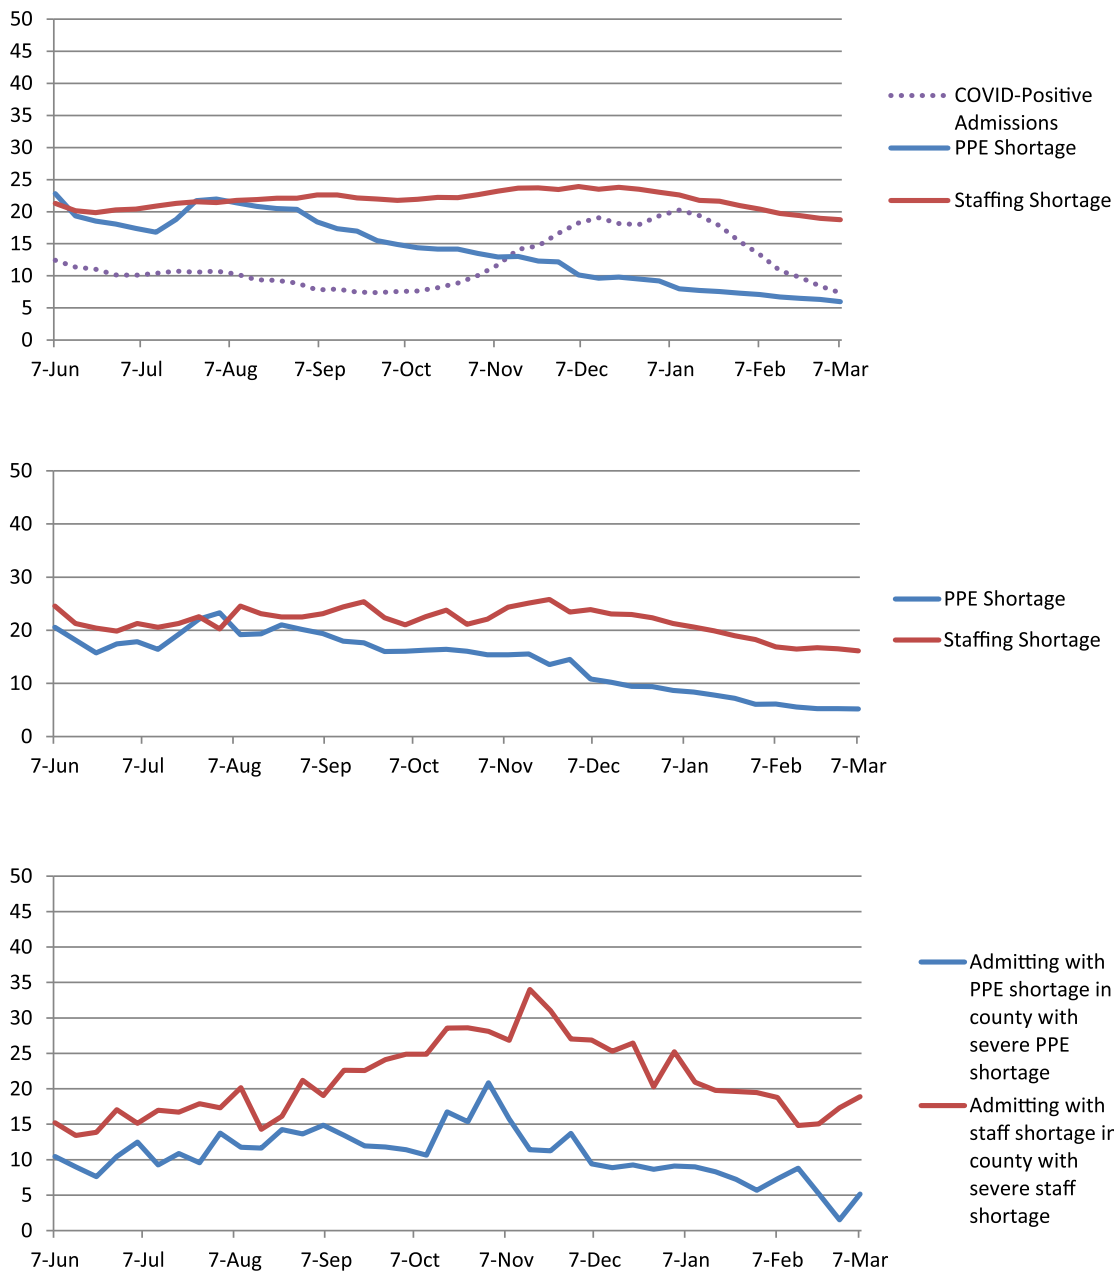 50
45
40
35
30
25
20
15
10
5
0
7-Jun 7-Jul 7-Aug 7-Sep 7-Oct 7-Nov 7-Dec 7-Jan 7-Feb 7-Mar
COVID-Positive
Admissions
PPE Shortage
Staffing Shortage
50
40
30
20
10
0
7-Jun 7-Jul 7-Aug 7-Sep 7-Oct 7-Nov 7-Dec 7-Jan 7-Feb 7-Mar
PPE Shortage
Staffing Shortage
50
45
40
35
30
25
20
15
10
5
0
7-Jun 7-Jul 7-Aug 7-Sep 7-Oct 7-Nov 7-Dec 7-Jan 7-Feb 7-Mar
Admitting with
PPE shortage in
county with
severe PPE
shortage
Admitting with
staff shortage in
county with
severe staff
shortage